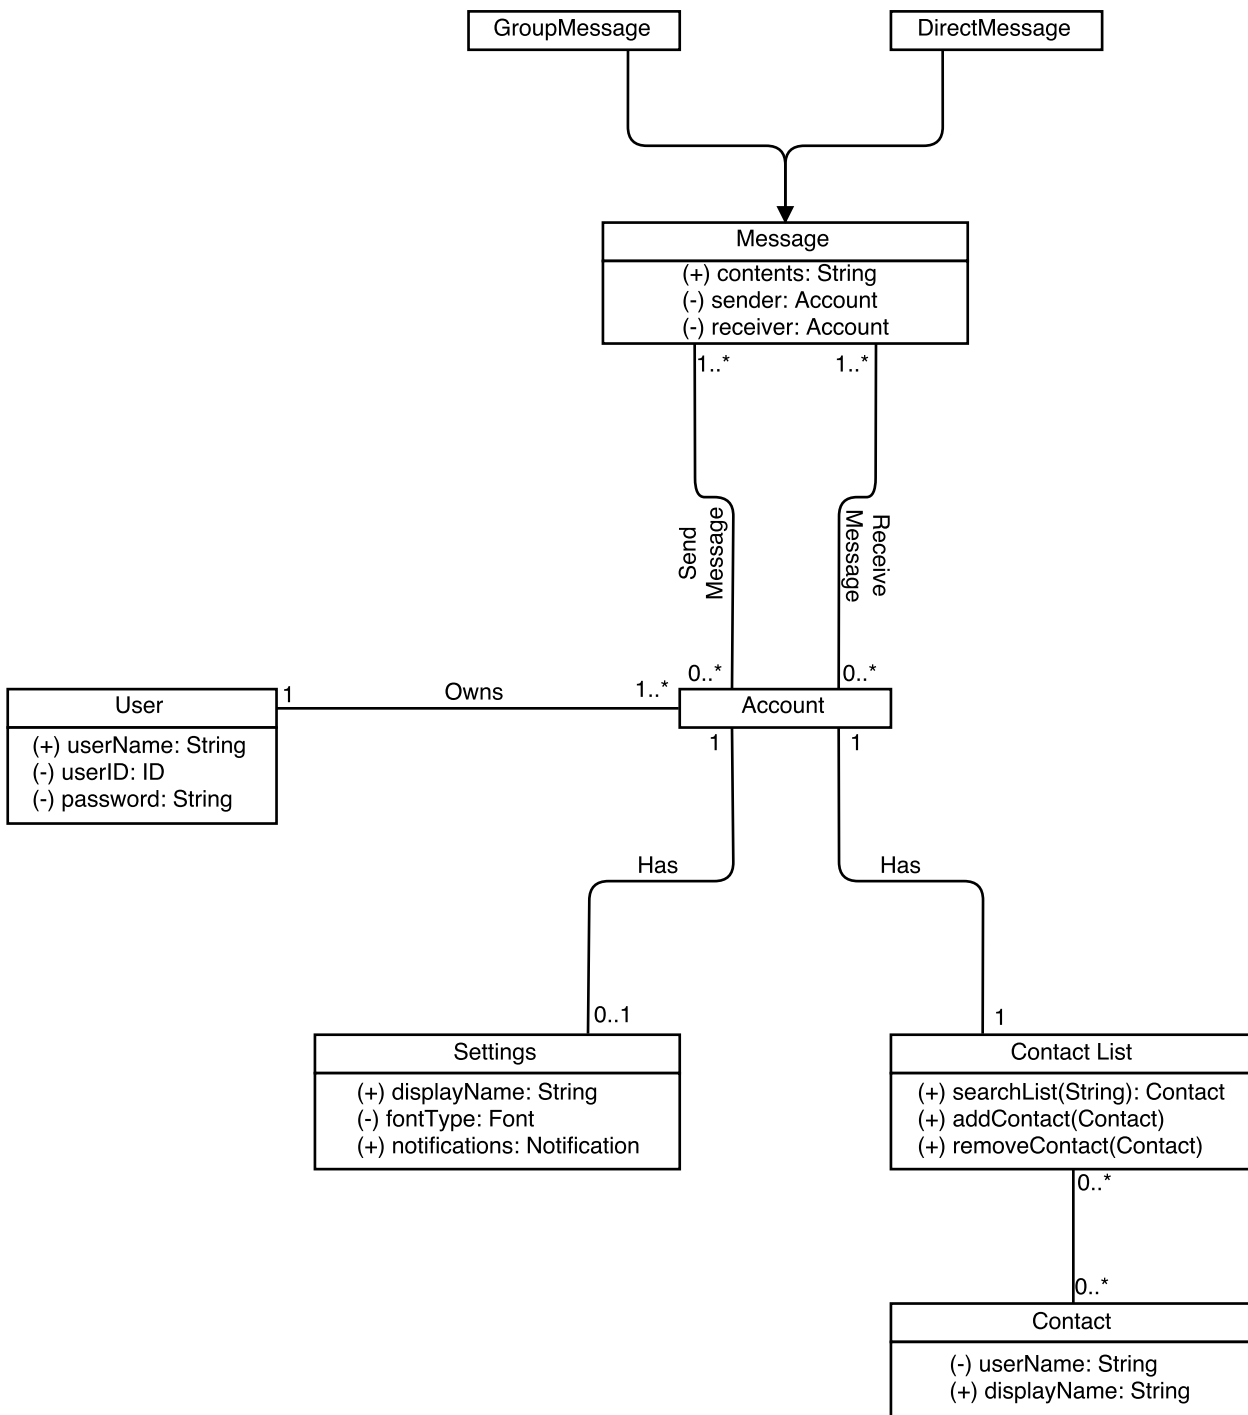 GroupMessage
DirectMessage
Message
(+) contents: String
(-) sender: Account
(-) receiver: Account
1..*
1..*
Send
Message
Receive
Message
0..*
0..*
User
(+) userName: String
(-) userID: ID
(-) password: String
1
Owns
1..*
Account
1
1
Has
Has
0..1
1
Settings
(+) displayName: String
(-) fontType: Font
(+) notifications: Notification
Contact List
(+) searchList(String): Contact
(+) addContact(Contact)
(+) removeContact(Contact)
0..*
0..*
Contact
(-) userName: String
(+) displayName: String